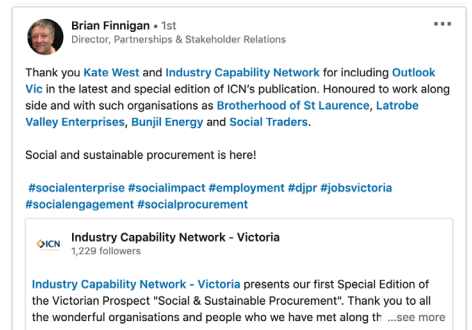 Brian Finnigan • 1st
Director, Partnerships & Stakeholder Relations
Thank you Kate West and Industry Capability Network for including Outlook
Vic in the latest and special edition of ICN's publication. Honoured to work along
side and with such organisations as Brotherhood of St Laurence, Latrobe
Valley Enterprises, Bunjil Energy and Social Traders.
Social and sustainable procurement is here!
#socialenterprise #socialimpact #employment #djpr #jobsvictoria
#socialengagement #socialprocurement
ICN
Industry Capability Network - Victoria
1,229 followers
Industry Capability Network - Victoria presents our first Special Edition of
the Victorian Prospect "Social & Sustainable Procurement". Thank you to all
the wonderful organisations and people who we have met along th ...see more